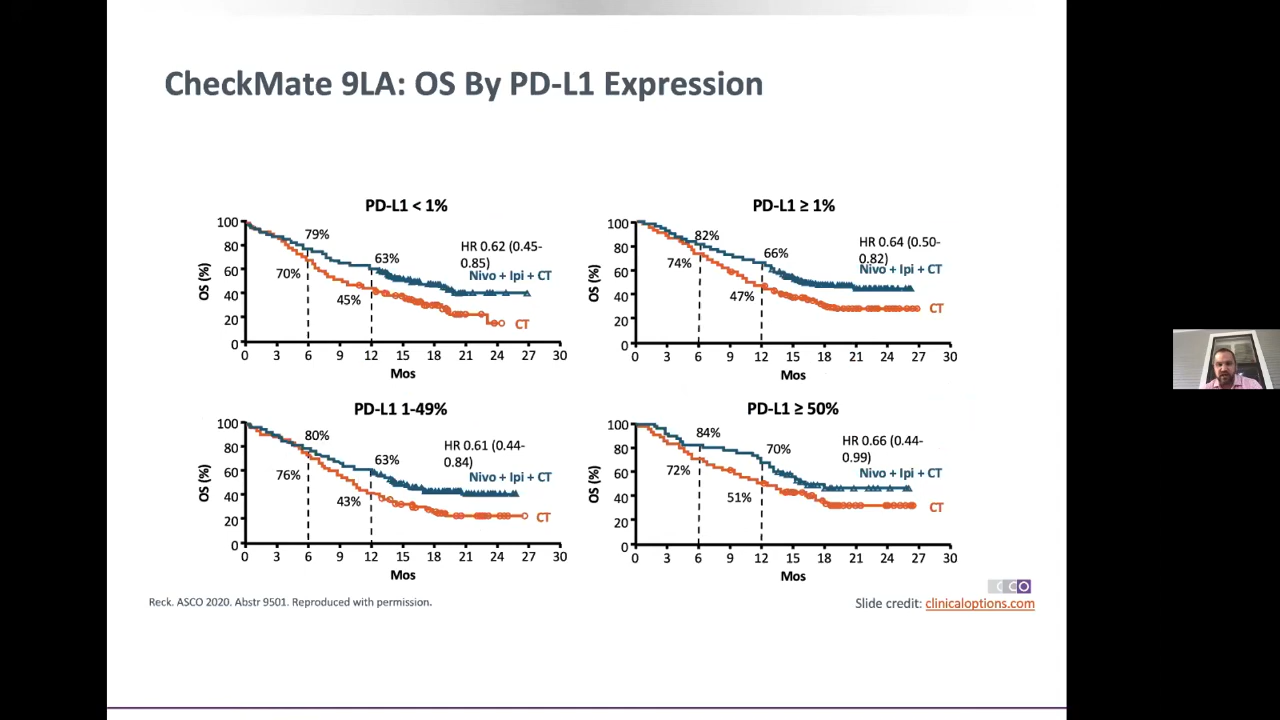 CheckMate 9LA: OS By PD-L1 Expression
PD-L1 < 1%
100
80
60
40
20
0
OS (%)
79%
70%
63%
45%
HR 0.62 (0.45-
0.85)
Nivo + Ipi + CT
CT
0 3 6 9 12 15 18 21 24 27 30
Mos
PD-L1 ≥ 1%
100
80
60
40
20
0
OS (%)
82%
74%
66%
47%
HR 0.64 (0.50-
0.82)
Nivo + Ipi + CT
CT
0 3 6 9 12 15 18 21 24 27 30
Mos
PD-L1 1-49%
100
80
60
40
20
0
OS (%)
80%
76%
63%
43%
HR 0.61 (0.44-
0.84)
Nivo + Ipi + CT
CT
0 3 6 9 12 15 18 21 24 27 30
Mos
PD-L1 ≥ 50%
100
80
60
40
20
0
OS (%)
84%
72%
70%
51%
HR 0.66 (0.44-
0.99)
Nivo + Ipi + CT
CT
0 3 6 9 12 15 18 21 24 27 30
Mos
CCO
Reck. ASCO 2020. Abstr 9501. Reproduced with permission.
Slide credit: clinicaloptions.com